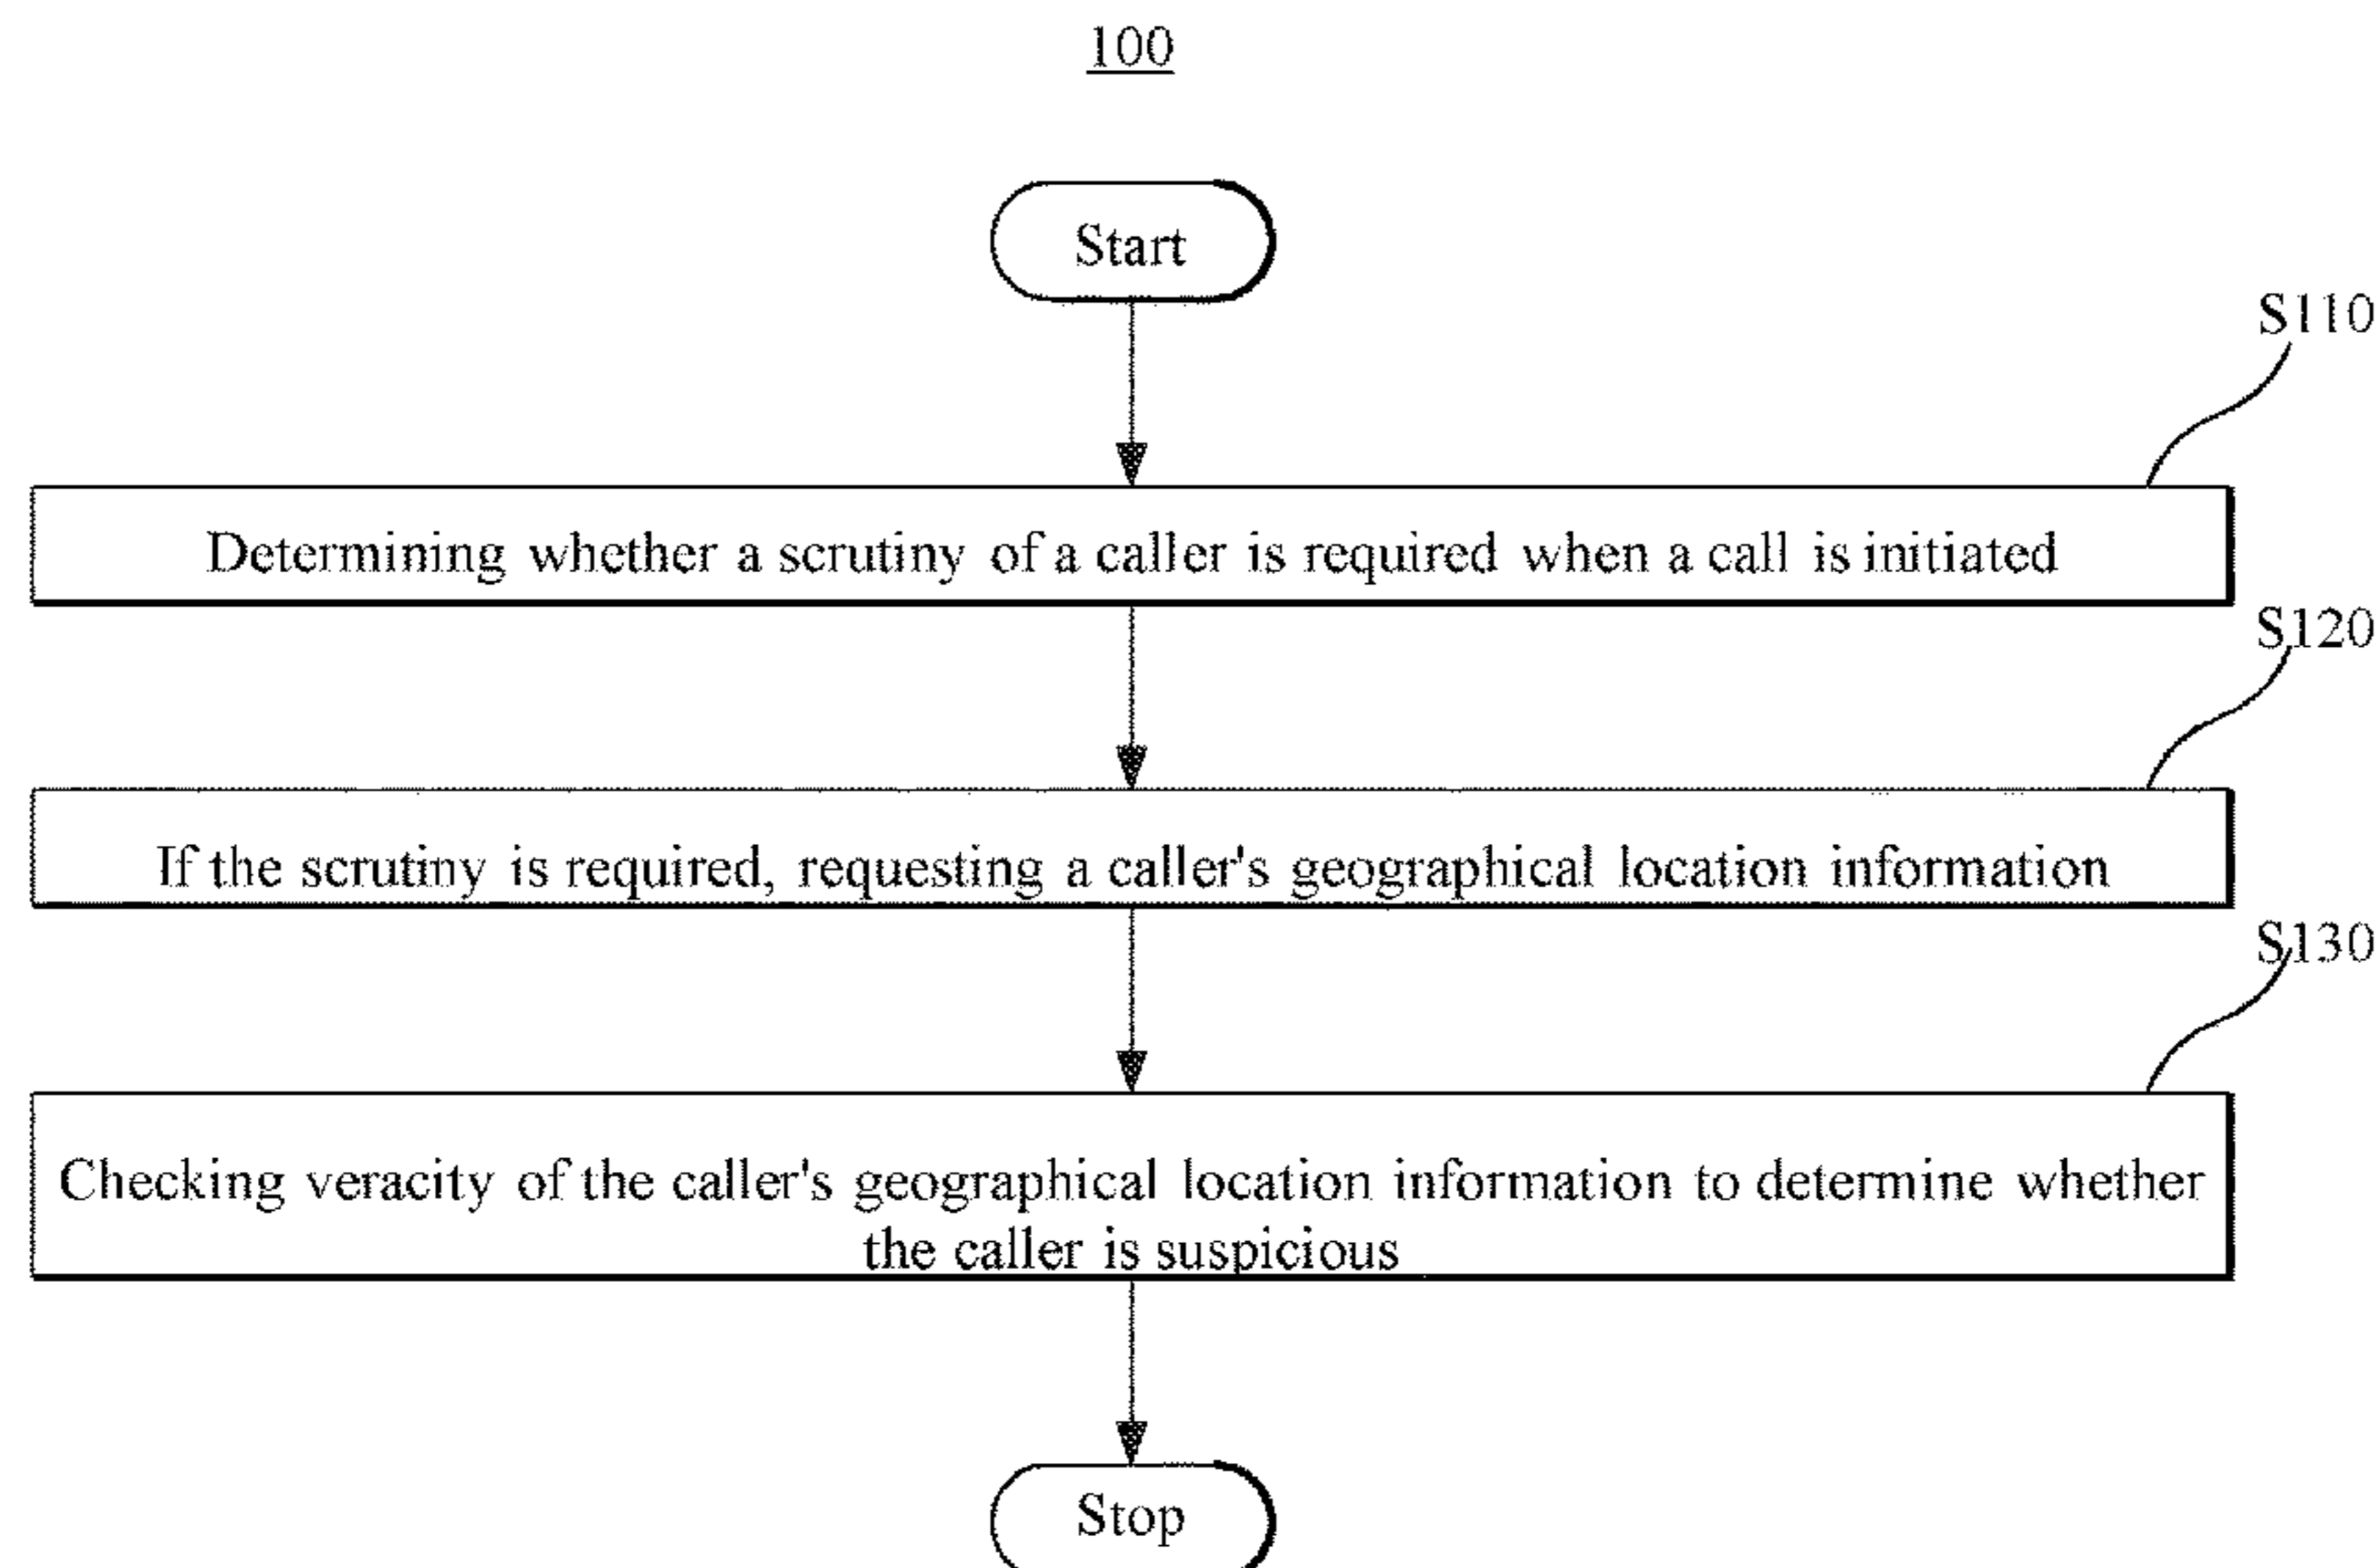 100
Start
S110
Determining whether a scrutiny of a caller is required when a call is initiated
S120
If the scrutiny is required, requesting a caller's geographical location information
S130
Checking veracity of the caller's geographical location information to determine whether
the caller is suspicious
Stop